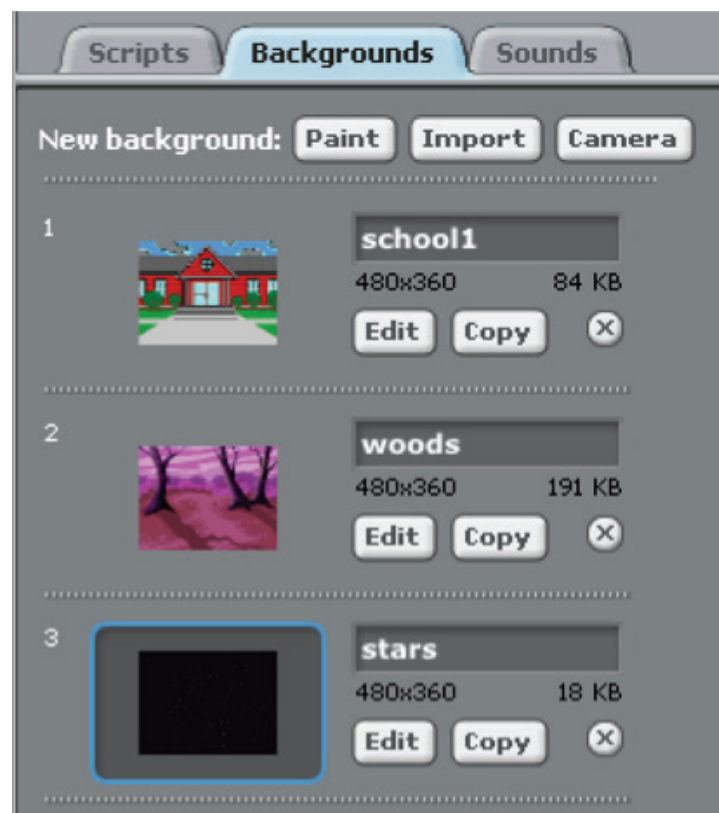 Scripts Backgrounds Sounds
New background: Paint Import Camera
1
school1
480x360 84 KB
Edit Copy
2
woods
480x360 191 KB
Edit Copy
3
stars
480x360 18 KB
Edit Copy